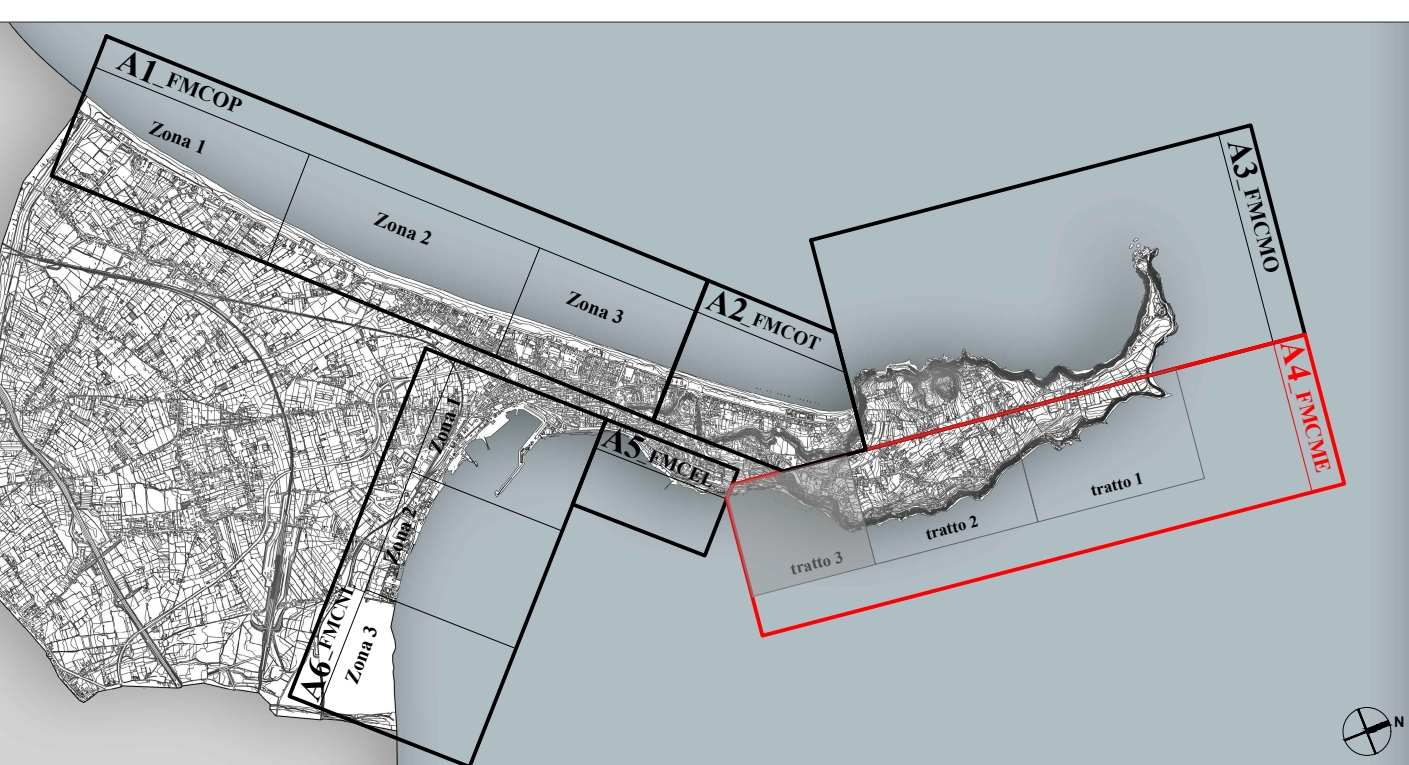 A1_FMCOP
Zona 1
Zona 2
Zona 3
A2_FMCOT
A3_FMCMO
A4_FMCME
tratto 1
tratto 2
tratto 3
A5_FMCEL
Zona 1
Zona 2
Zona 3
A6_FMCNL
N